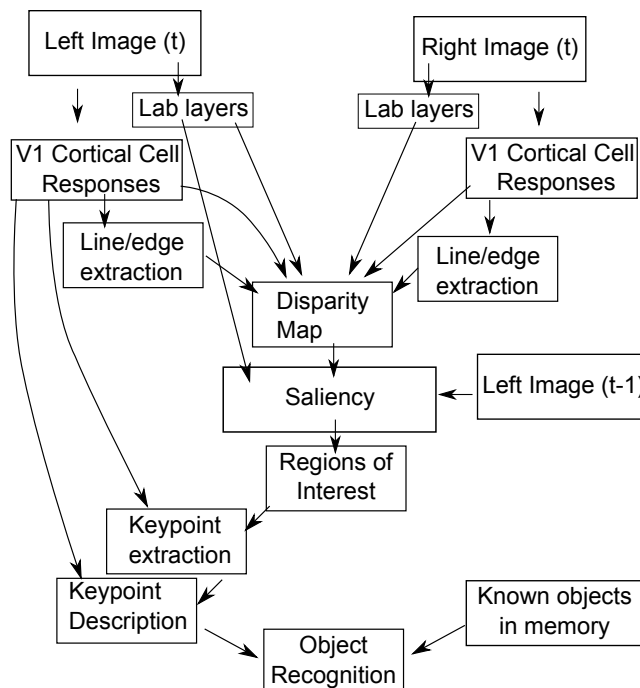 Left Image (t)
Right Image (t)
Lab layers
Lab layers
V1 Cortical Cell
Responses
V1 Cortical Cell
Responses
Line/edge
extraction
Line/edge
extraction
Disparity
Map
Saliency
Left Image (t-1)
Regions of
Interest
Keypoint
extraction
Keypoint
Description
Known objects
in memory
Object
Recognition